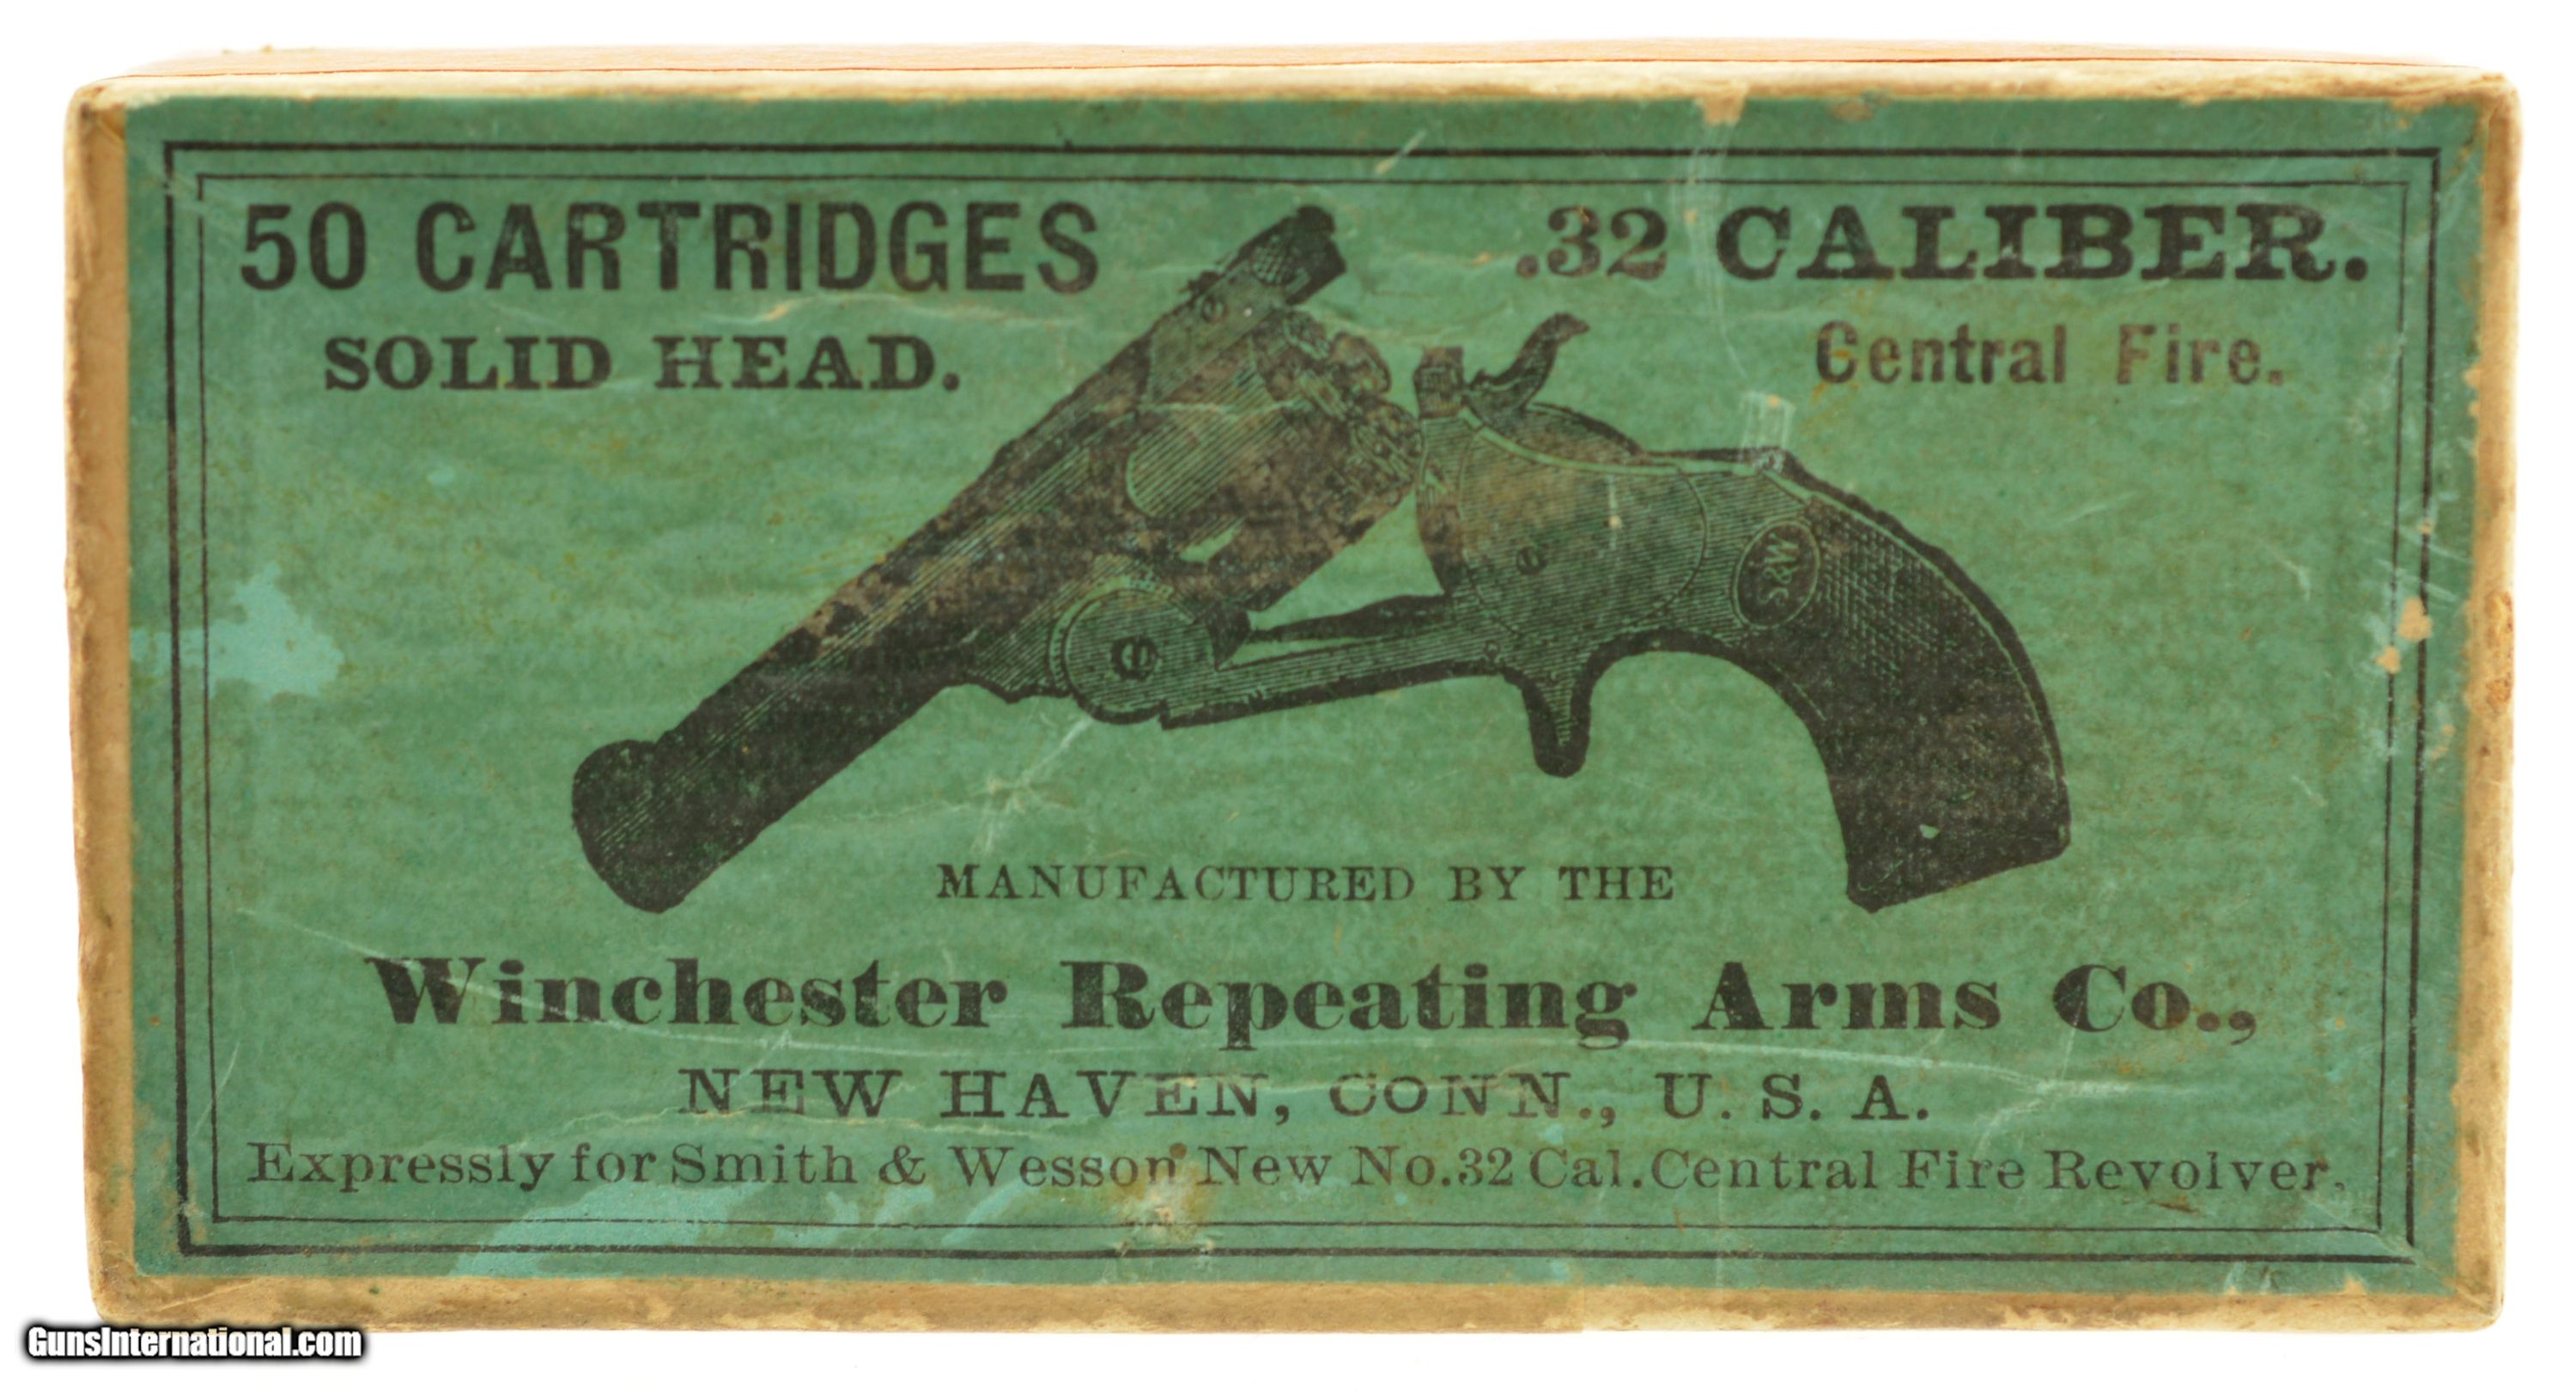 50 CARTRIDGES
.32 CALIBER.
SOLID HEAD.
Central Fire.
S&W
MANUFACTURED BY THE
Winchester Repeating Arms Co.,
NEW HAVEN, CONN., U. S. A.
Expressly for Smith & Wesson New No.32 Cal. Central Fire Revolver.
GunsInternational.com